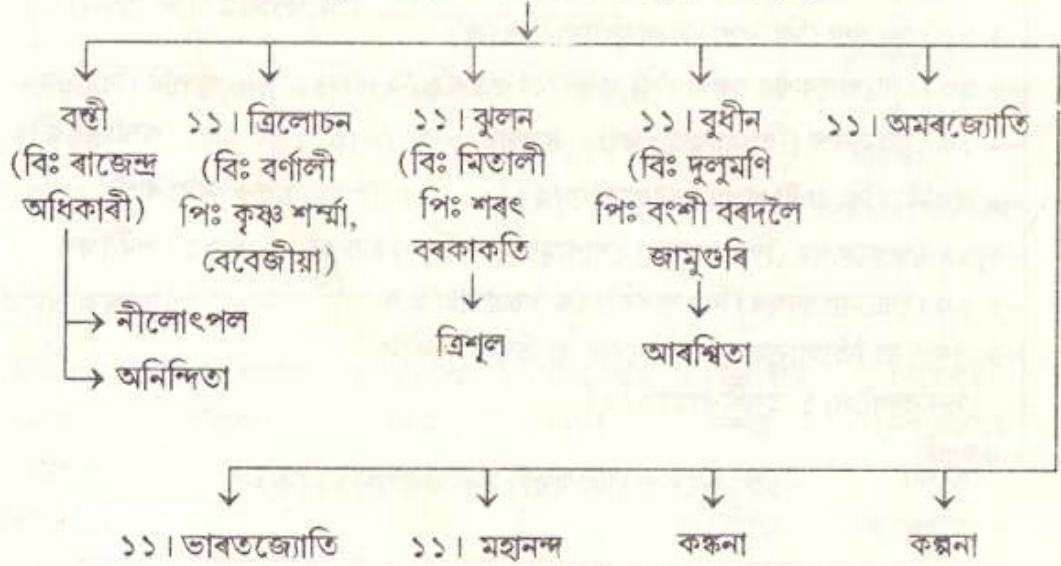 বন্তী
(বিঃ ৰাজেন্দ্ৰ
অধিকাৰী)
নীলোৎপল
অনিন্দিতা
১১। ত্ৰিলোচন
(বিঃ বৰ্ণালী
পিঃ কৃষ্ণ শৰ্ম্মা,
বেবেজীয়া)
১১। ঝুলন
(বিঃ মিতালী
পিঃ শৰৎ
বৰকাকতি
ত্ৰিশূল
১১। বুধীন
(বিঃ দুলুমণি
পিঃ বংশী বৰদলৈ
জামুগুৰি
আৰশ্বিতা
১১। অমৰজ্যোতি
১১। ভাৰতজ্যোতি
১১। মহানন্দ
কঙ্কনা
কল্পনা